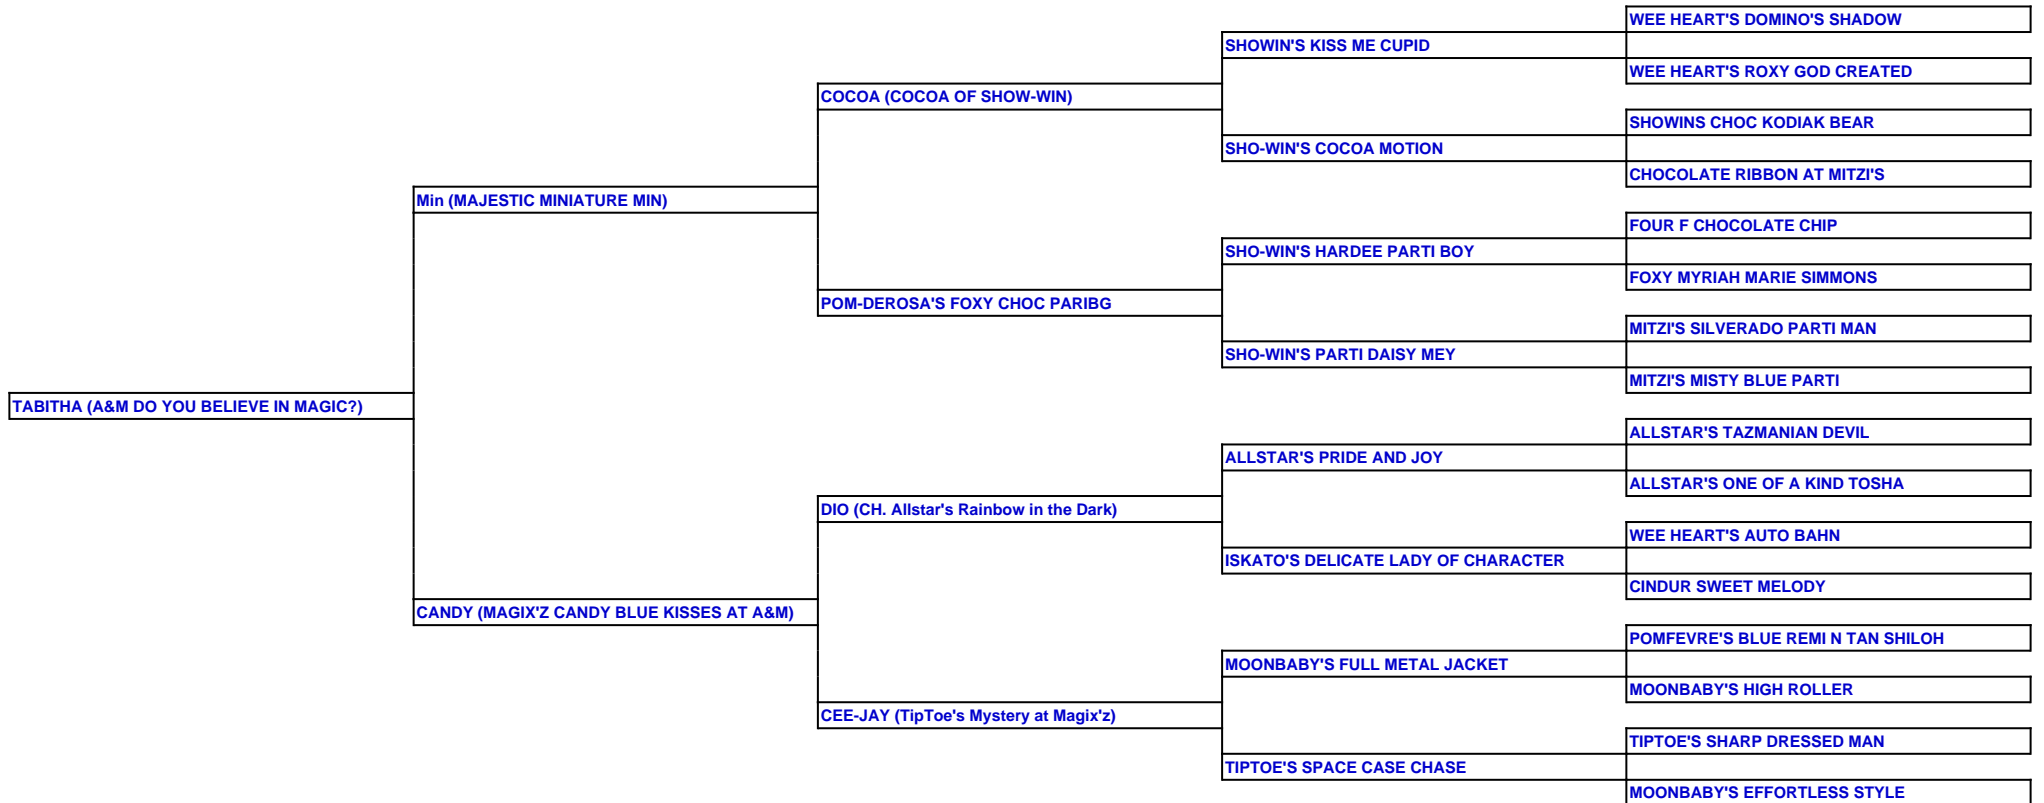 WEE HEART'S DOMINO'S SHADOW
SHOWIN'S KISS ME CUPID
WEE HEART'S ROXY GOD CREATED
COCOA (COCOA OF SHOW-WIN)
SHOWINS CHOC KODIAK BEAR
SHO-WIN'S COCOA MOTION
CHOCOLATE RIBBON AT MITZI'S
Min (MAJESTIC MINIATURE MIN)
FOUR F CHOCOLATE CHIP
SHO-WIN'S HARDEE PARTI BOY
FOXY MYRIAH MARIE SIMMONS
POM-DEROSA'S FOXY CHOC PARIBG
MITZI'S SILVERADO PARTI MAN
SHO-WIN'S PARTI DAISY MEY
MITZI'S MISTY BLUE PARTI
TABITHA (A&M DO YOU BELIEVE IN MAGIC?)
ALLSTAR'S TAZMANIAN DEVIL
ALLSTAR'S PRIDE AND JOY
ALLSTAR'S ONE OF A KIND TOSHA
DIO (CH. Allstar's Rainbow in the Dark)
WEE HEART'S AUTO BAHN
ISKATO'S DELICATE LADY OF CHARACTER
CINDUR SWEET MELODY
CANDY (MAGIX'Z CANDY BLUE KISSES AT A&M)
POMFEVRE'S BLUE REMI N TAN SHILOH
MOONBABY'S FULL METAL JACKET
MOONBABY'S HIGH ROLLER
CEE-JAY (TipToe's Mystery at Magix'z)
TIPTOE'S SHARP DRESSED MAN
TIPTOE'S SPACE CASE CHASE
MOONBABY'S EFFORTLESS STYLE